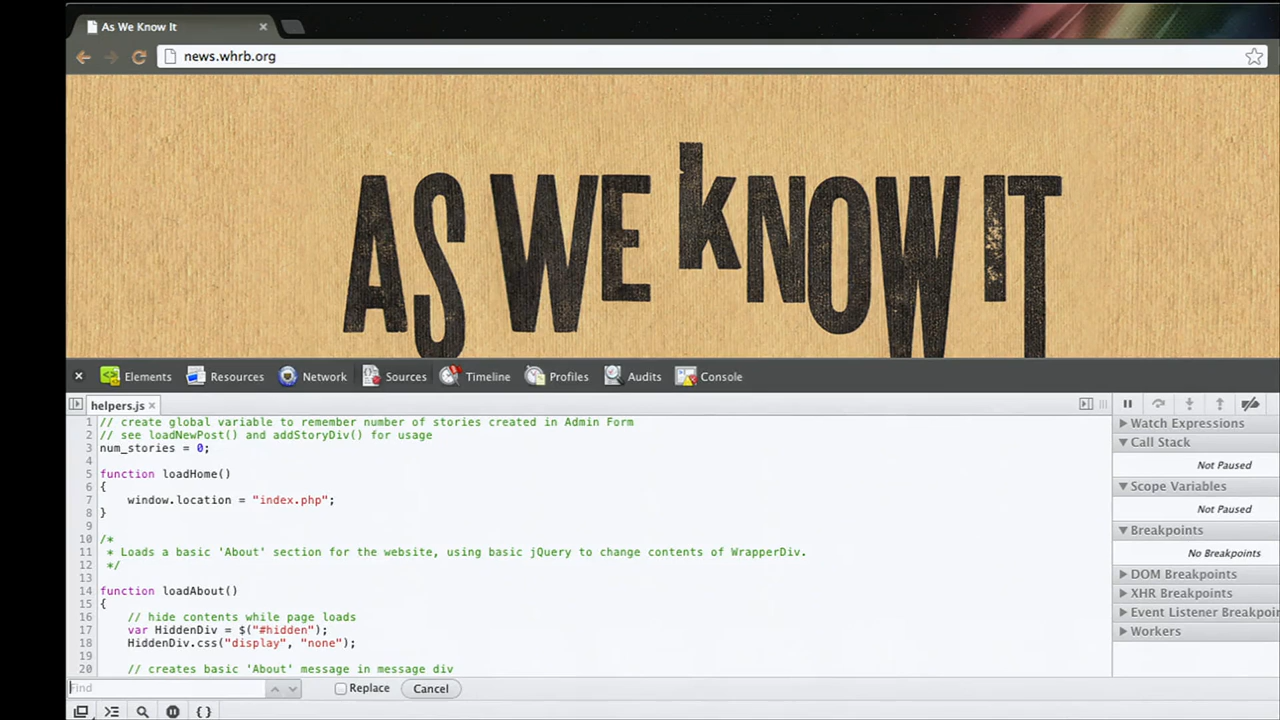 As We Know It
news.whrb.org
AS WE KNOW IT
Elements Resources Network Sources Timeline Profiles Audits Console
helpers.js
1 // create global variable to remember number of stories created in Admin Form
2 // see loadNewPost() and addStoryDiv() for usage
3 num_stories = 0;
4
5 function loadHome()
6 {
7 window.location = "index.php";
8 }
9
10 /*
11 * Loads a basic 'About' section for the website, using basic jQuery to change contents of WrapperDiv.
12 */
13
14 function loadAbout()
15 {
16 // hide contents while page loads
17 var HiddenDiv = $("#hidden");
18 HiddenDiv.css("display", "none");
19
20 // creates basic 'About' message in message div
Watch Expressions
Call Stack
Not Paused
Scope Variables
Not Paused
Breakpoints
No Breakpoints
DOM Breakpoints
XHR Breakpoints
Event Listener Breakpoi
Workers
Find Replace Cancel
{ }